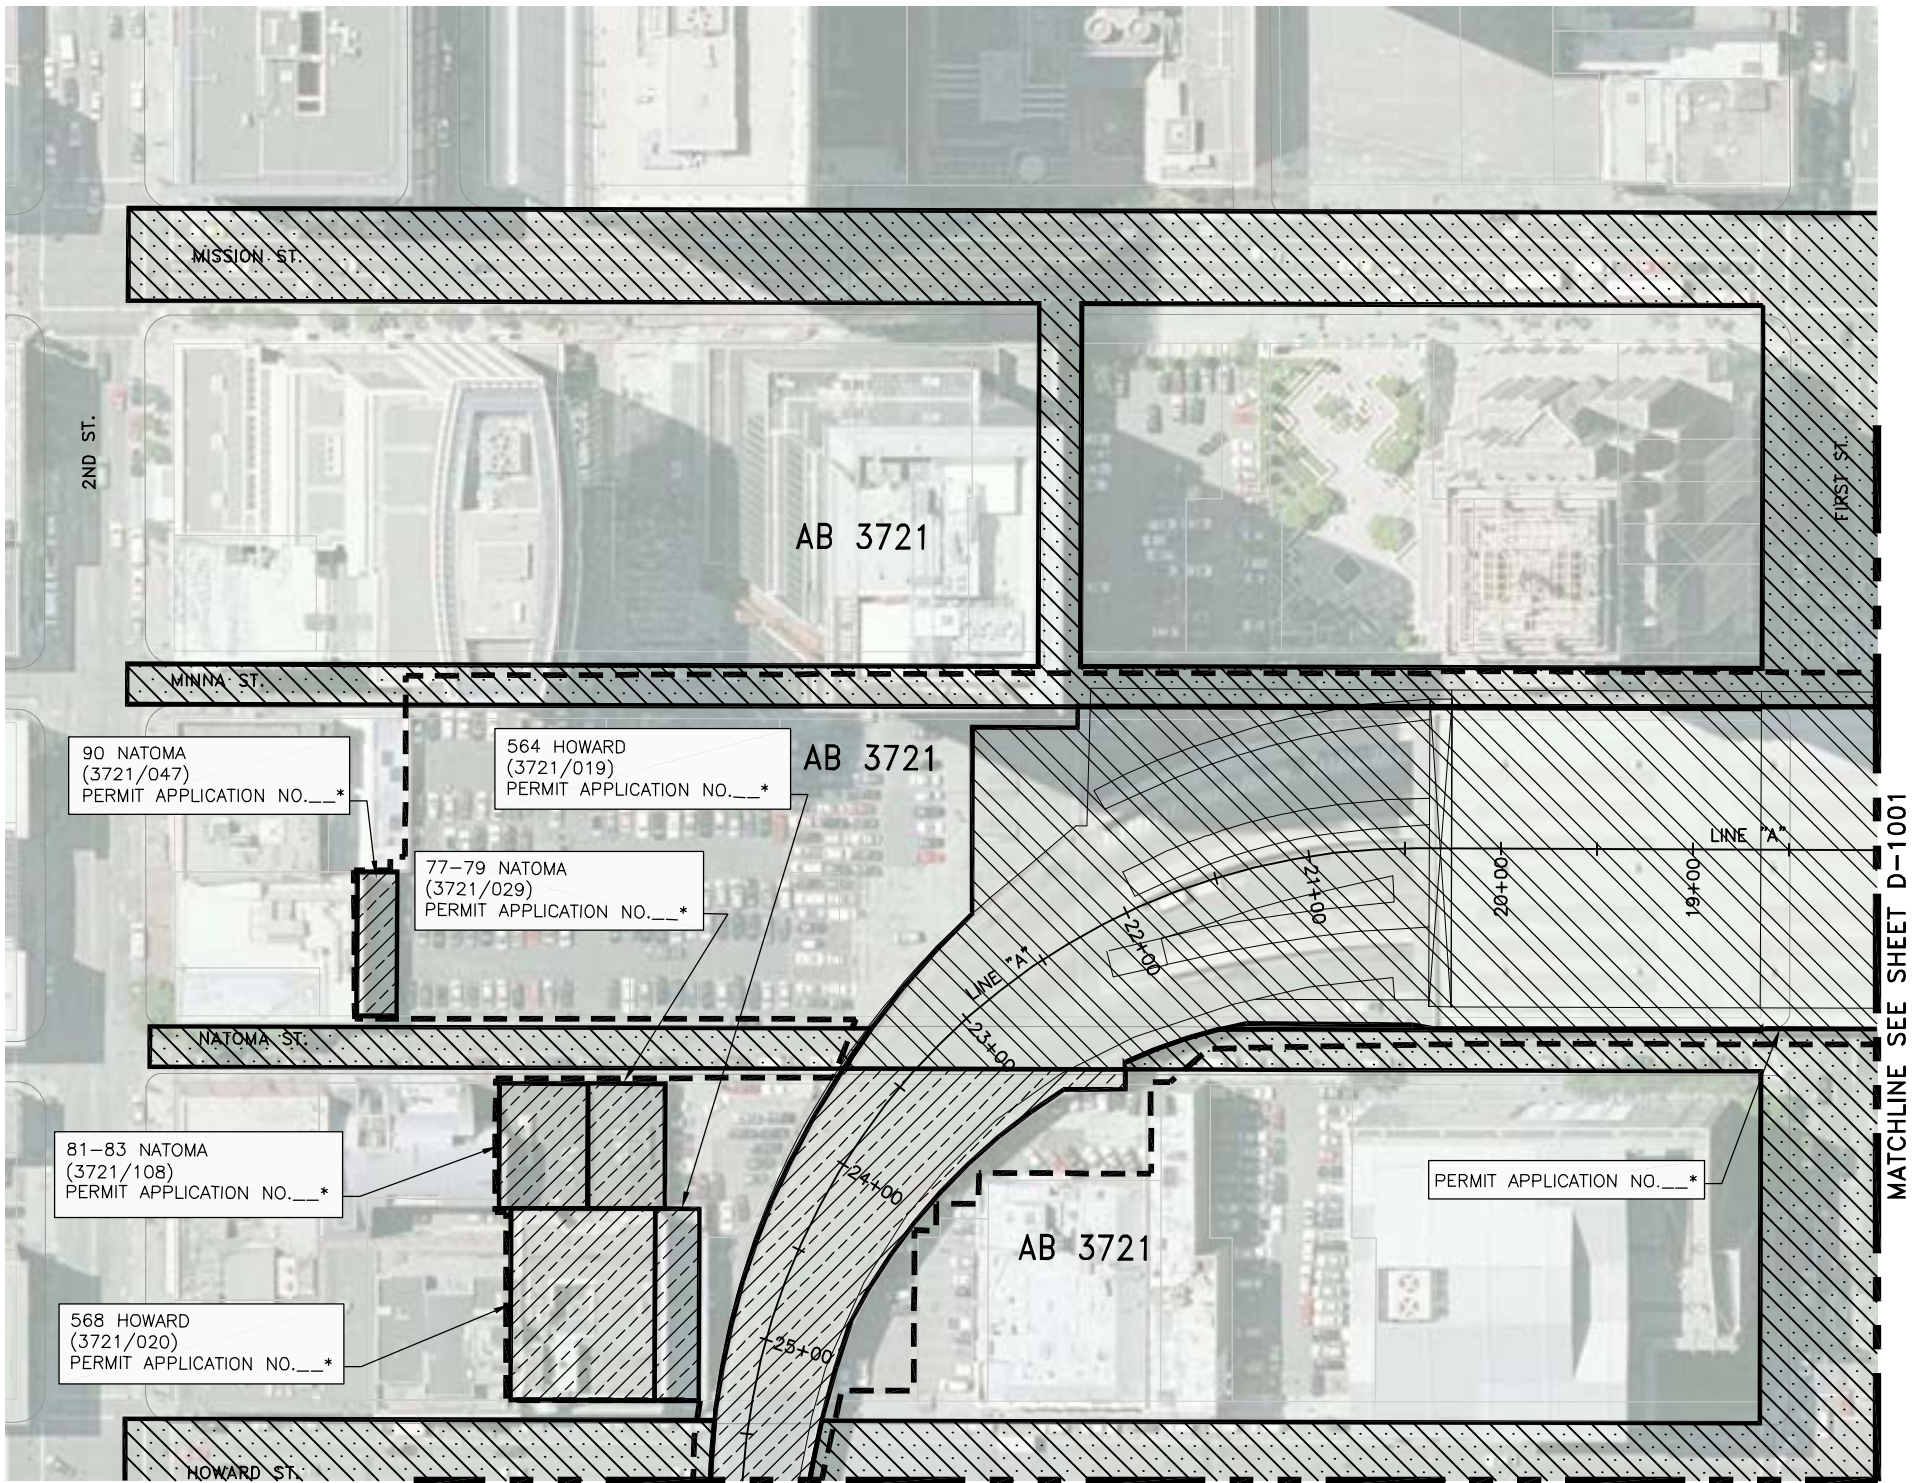 MISSION ST.
2ND ST.
AB 3721
FIRST ST.
MINNA ST.
90 NATOMA
(3721/047)
PERMIT APPLICATION NO.__*
564 HOWARD
(3721/019)
PERMIT APPLICATION NO.__*
AB 3721
77-79 NATOMA
(3721/029)
PERMIT APPLICATION NO.__*
LINE "A"
19+00
20+00
21+00
22+00
LINE "A"
23+00
MATCHLINE SEE SHEET D-1001
NATOMA ST.
81-83 NATOMA
(3721/108)
PERMIT APPLICATION NO.__*
24+00
PERMIT APPLICATION NO.__*
AB 3721
568 HOWARD
(3721/020)
PERMIT APPLICATION NO.__*
25+00
HOWARD ST.